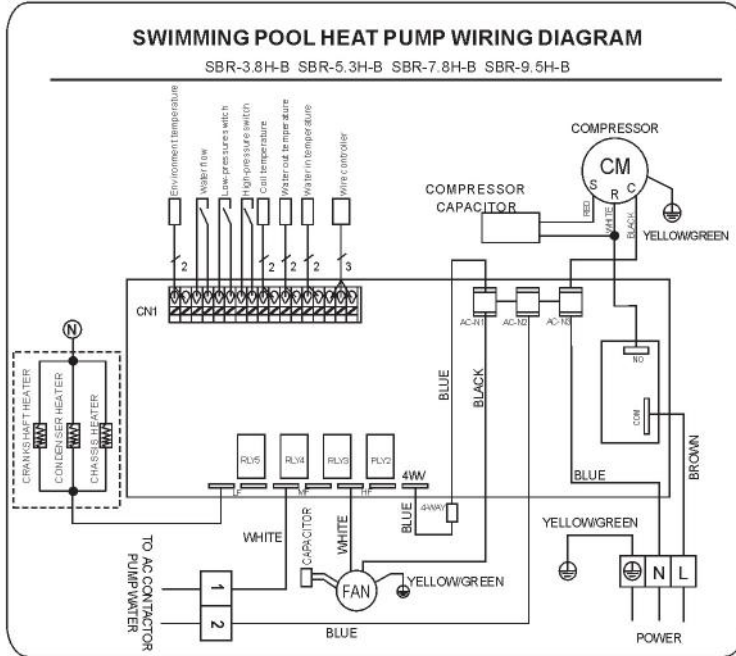 SWIMMING POOL HEAT PUMP WIRING DIAGRAM
SBR-3.8H-B SBR-5.3H-B SBR-7.8H-B SBR-9.5H-B
Environment temperature
Water flow
Low-pressure switch
High-pressure switch
Coil temperature
Water out temperature
Water in temperature
Wire controller
2
2
2
2
3
COMPRESSOR
CM
S
R
C
COMPRESSOR
CAPACITOR
RED
WHITE
BLACK
YELLOW/GREEN
CN1
AC-N1
AC-N2
AC-N3
N
CRANKSHAFT HEATER
CONDENSER HEATER
CHASSIS HEATER
BLUE
BLACK
NO
COM
BROWN
RLY5
RLY4
RLY3
PLY2
LF
MF
HF
4WV
BLUE
4-WAY
BLUE
WHITE
CAPACITOR
WHITE
YELLOW/GREEN
FAN
YELLOW/GREEN
TO AC CONTACTOR
PUMPWATER
1
2
BLUE
N
L
POWER